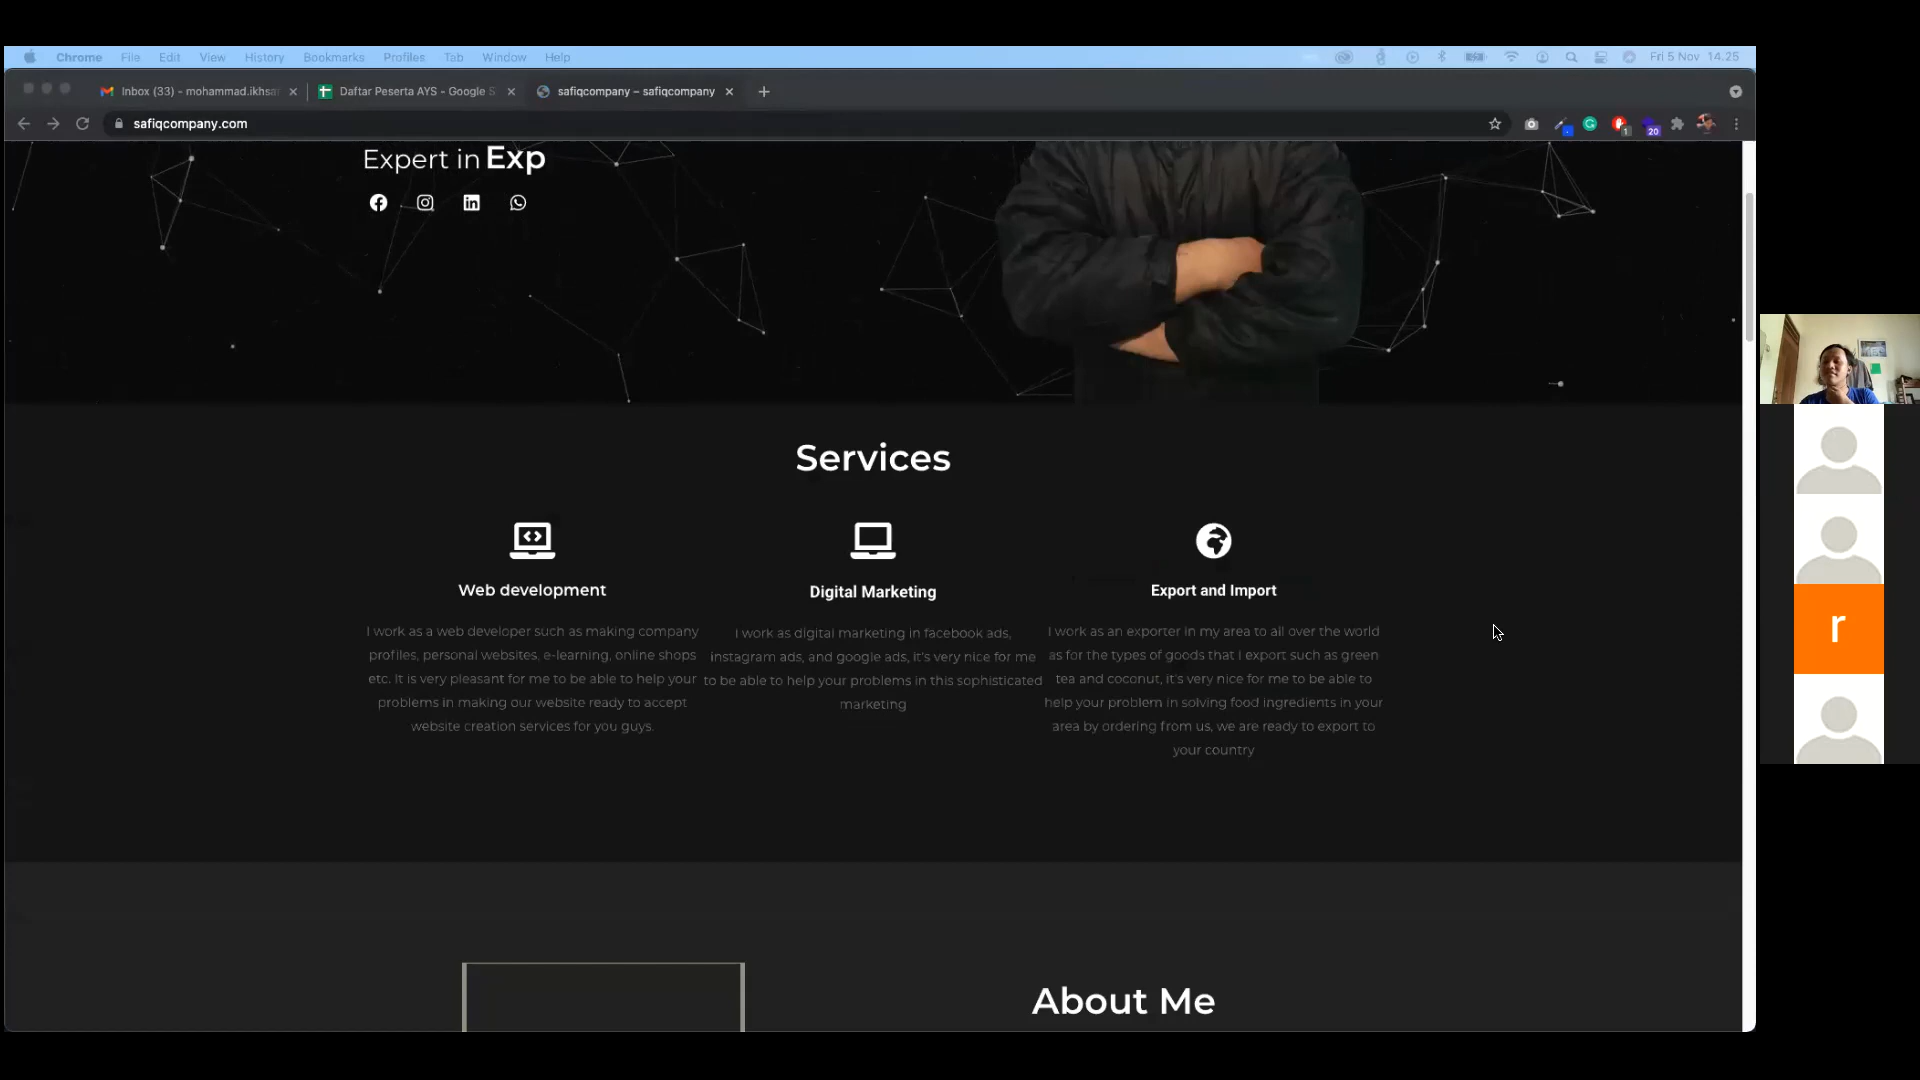 Chrome File Edit View History Bookmarks Profiles Tab Window Help Fri 5 Nov 14.25
Inbox (33) - mohammad.ikhsa Daftar Peserta AYS - Google S safiqcompany – safiqcompany
safiqcompany.com 1 20
Expert in Exp
Services
Web development
I work as a web developer such as making company
profiles, personal websites, e-learning, online shops
etc. It is very pleasant for me to be able to help your
problems in making our website ready to accept
website creation services for you guys.
Digital Marketing
I work as digital marketing in facebook ads,
instagram ads, and google ads, it's very nice for me
to be able to help your problems in this sophisticated
marketing
Export and Import
I work as an exporter in my area to all over the world
as for the types of goods that I export such as green
tea and coconut, it's very nice for me to be able to
help your problem in solving food ingredients in your
area by ordering from us, we are ready to export to
your country
About Me
r